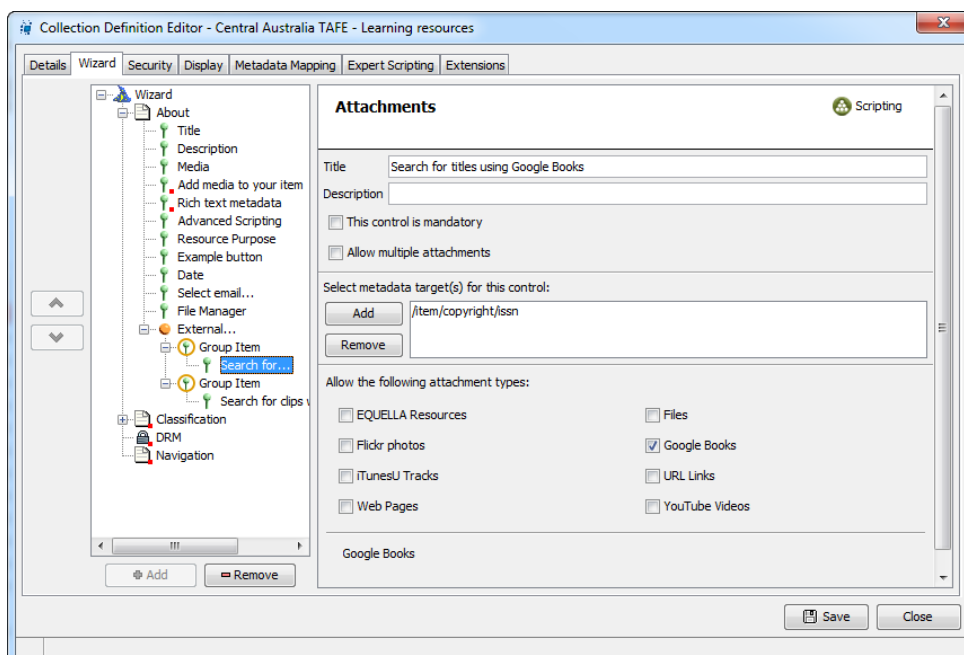 Collection Definition Editor - Central Australia TAFE - Learning resources
Details Wizard Security Display Metadata Mapping Expert Scripting Extensions
Wizard
About
Title
Description
Media
Add media to your item
Rich text metadata
Advanced Scripting
Resource Purpose
Example button
Date
Select email...
File Manager
External...
Group Item
Search for...
Group Item
Search for clips
Classification
DRM
Navigation
Add Remove
Attachments
Scripting
Title Search for titles using Google Books
Description
This control is mandatory
Allow multiple attachments
Select metadata target(s) for this control:
Add /item/copyright/issn
Remove
Allow the following attachment types:
EQUELLA Resources Files
Flickr photos Google Books
iTunesU Tracks URL Links
Web Pages YouTube Videos
Google Books
Save Close